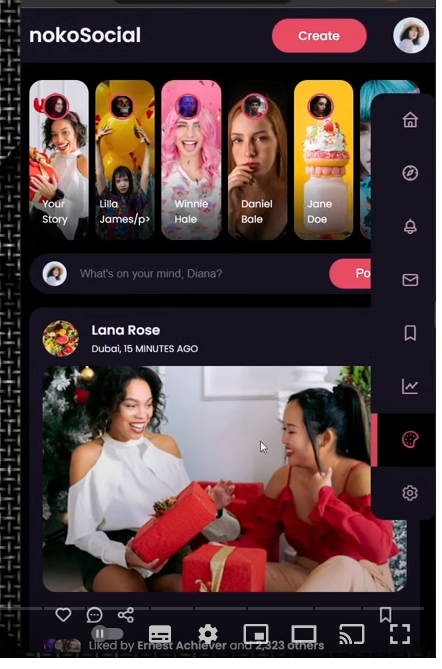 nokoSocial
Create
Your Story
Lilla James/p>
Winnie Hale
Daniel Bale
Jane Doe
What's on your mind, Diana?
Po
Lana Rose
Dubai, 15 MINUTES AGO
Liked by Ernest Achiever and 2,323 others